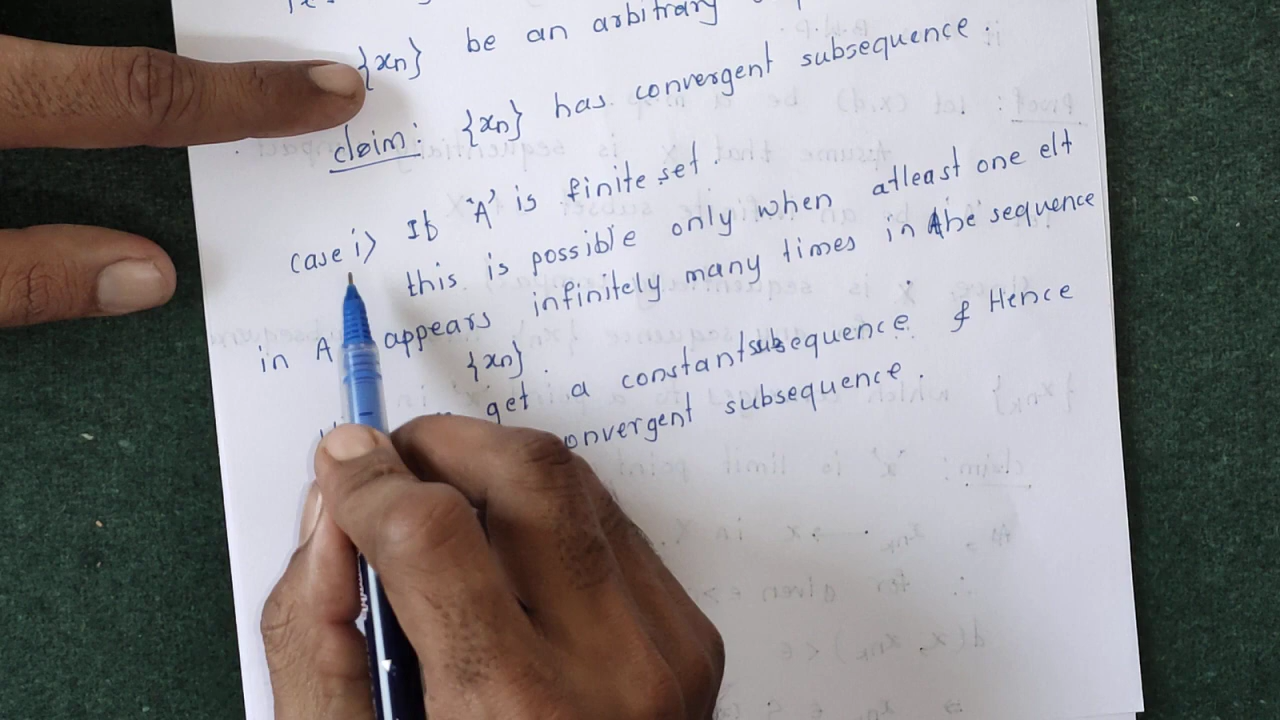 {xn} be an arbitrary
claim: {xn} has convergent subsequence.
case i> If 'A' is finite set.
this is possible only when atleast one elt
in A appears infinitely many times in the sequence
{xn}.
get a constant subsequence & Hence
convergent subsequence.